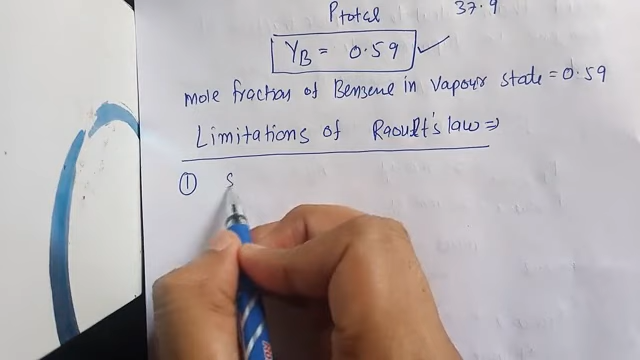 Ptotal 37.9
YB = 0.59 ✓
mole fraction of Benzene in Vapour state = 0.59
Limitations of Raoult's law ⇒
① S